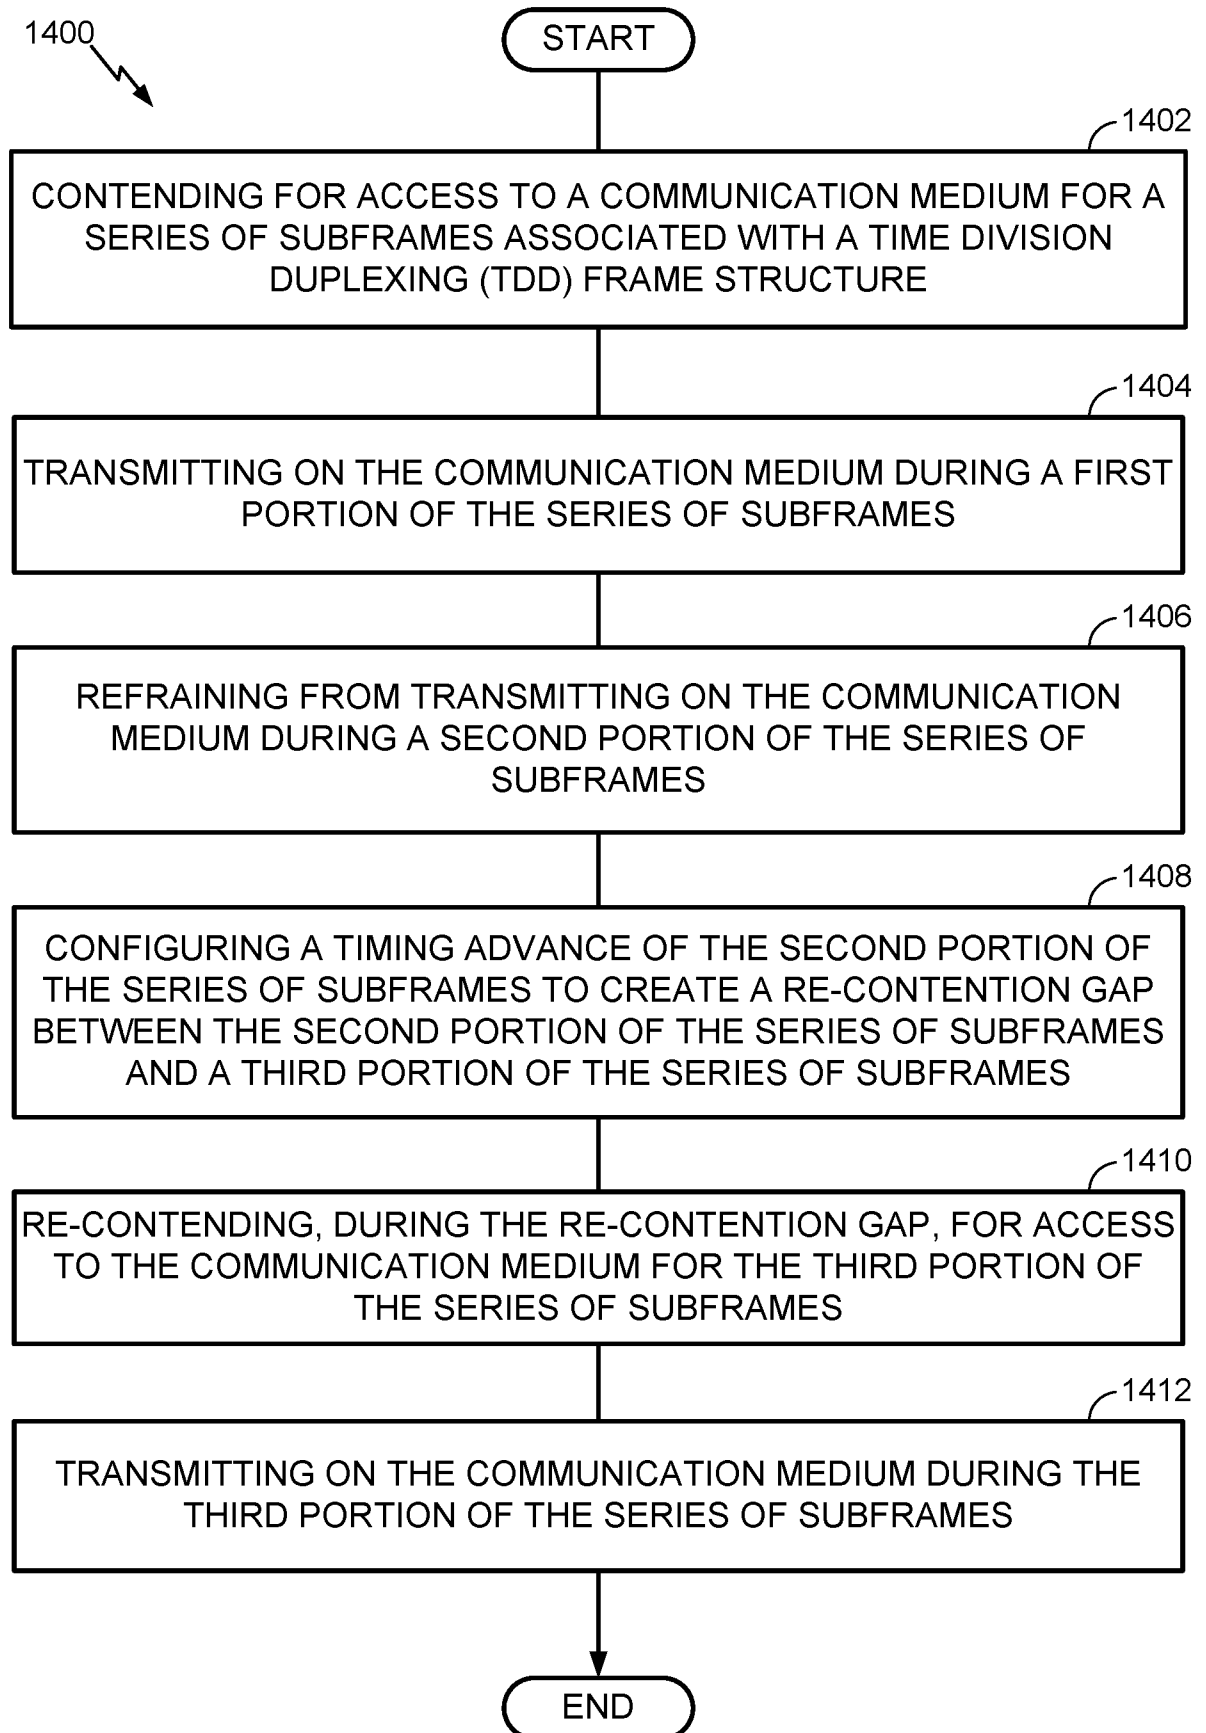 1400
START
1402
CONTENDING FOR ACCESS TO A COMMUNICATION MEDIUM FOR A
SERIES OF SUBFRAMES ASSOCIATED WITH A TIME DIVISION
DUPLEXING (TDD) FRAME STRUCTURE
1404
TRANSMITTING ON THE COMMUNICATION MEDIUM DURING A FIRST
PORTION OF THE SERIES OF SUBFRAMES
1406
REFRAINING FROM TRANSMITTING ON THE COMMUNICATION
MEDIUM DURING A SECOND PORTION OF THE SERIES OF
SUBFRAMES
1408
CONFIGURING A TIMING ADVANCE OF THE SECOND PORTION OF
THE SERIES OF SUBFRAMES TO CREATE A RE-CONTENTION GAP
BETWEEN THE SECOND PORTION OF THE SERIES OF SUBFRAMES
AND A THIRD PORTION OF THE SERIES OF SUBFRAMES
1410
RE-CONTENDING, DURING THE RE-CONTENTION GAP, FOR ACCESS
TO THE COMMUNICATION MEDIUM FOR THE THIRD PORTION OF
THE SERIES OF SUBFRAMES
1412
TRANSMITTING ON THE COMMUNICATION MEDIUM DURING THE
THIRD PORTION OF THE SERIES OF SUBFRAMES
END